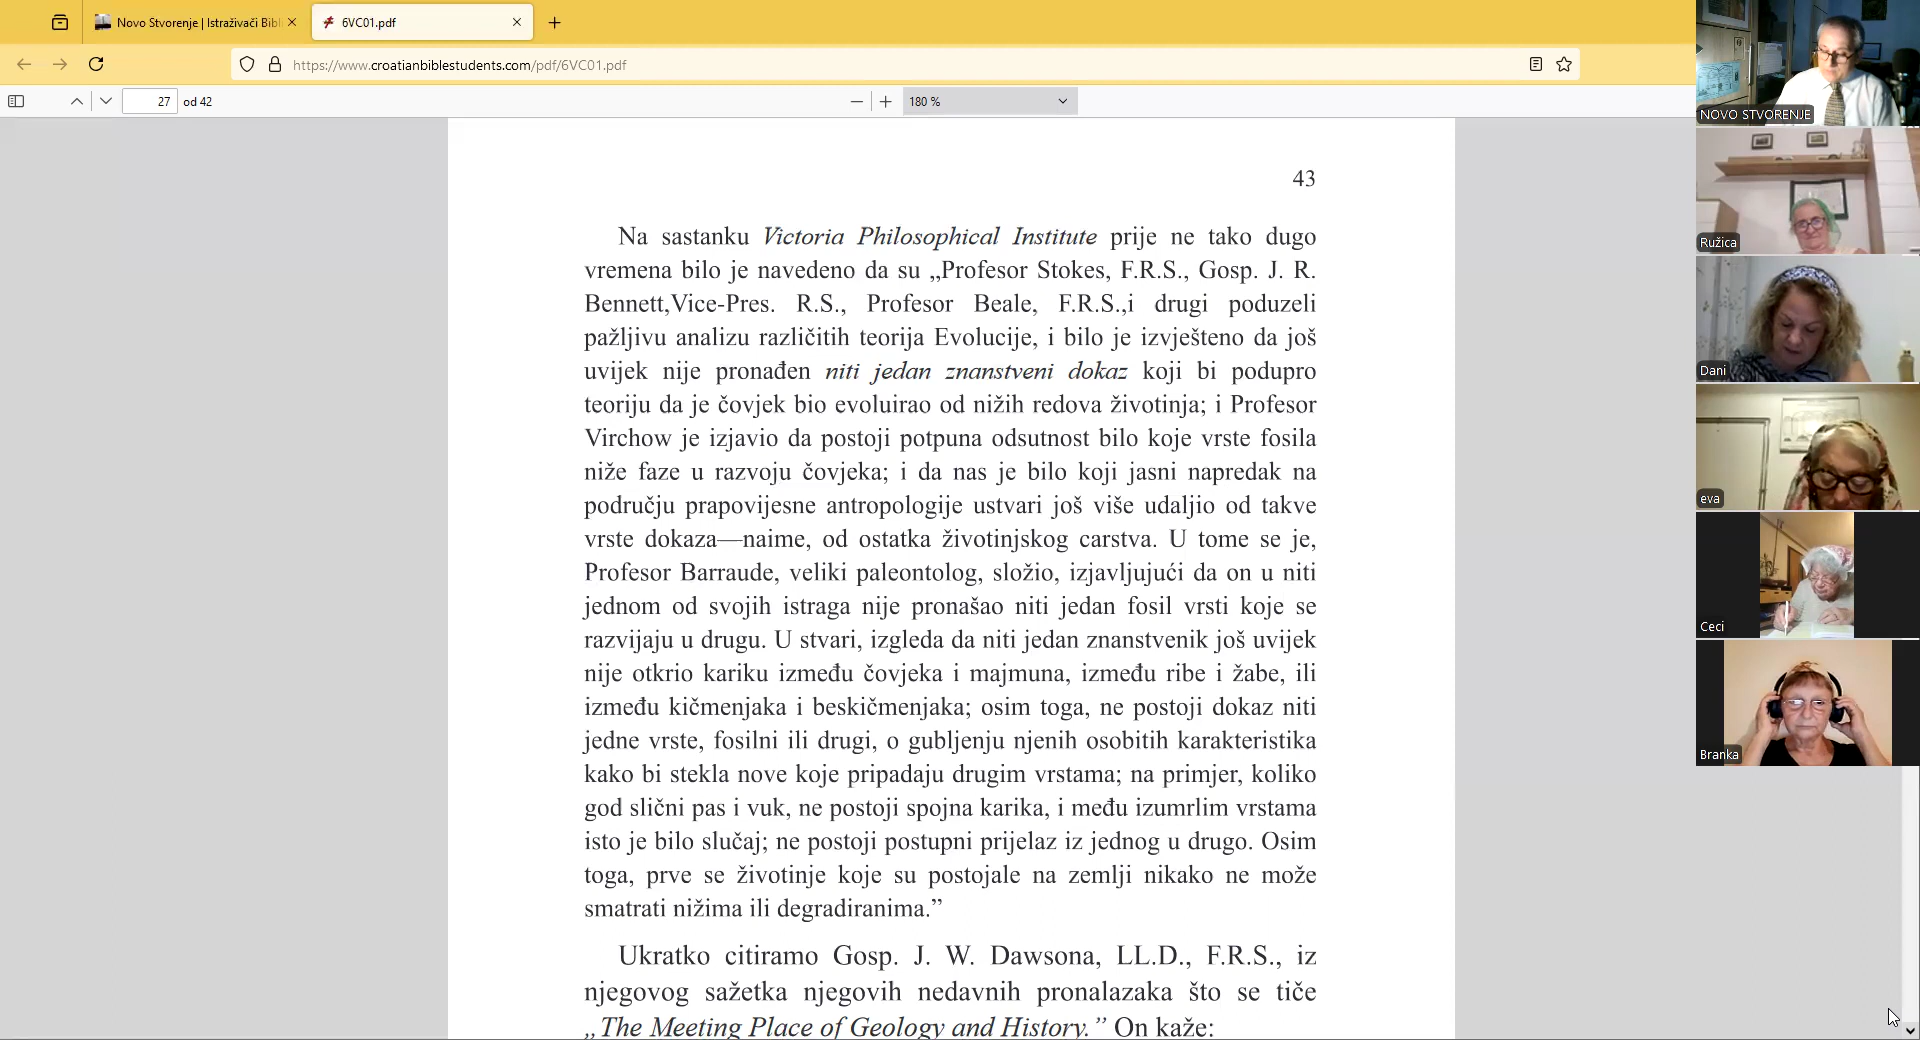 Novo Stvorenje | Istraživači Bibl
6VC01.pdf
https://www.croatianbiblestudents.com/pdf/6VC01.pdf
27 od 42
180 %
43
Na sastanku Victoria Philosophical Institute prije ne tako dugo
vremena bilo je navedeno da su „Profesor Stokes, F.R.S., Gosp. J. R.
Bennett,Vice-Pres. R.S., Profesor Beale, F.R.S.,i drugi poduzeli
pažljivu analizu različitih teorija Evolucije, i bilo je izvješteno da još
uvijek nije pronađen niti jedan znanstveni dokaz koji bi podupro
teoriju da je čovjek bio evoluirao od nižih redova životinja; i Profesor
Virchow je izjavio da postoji potpuna odsutnost bilo koje vrste fosila
niže faze u razvoju čovjeka; i da nas je bilo koji jasni napredak na
području prapovijesne antropologije ustvari još više udaljio od takve
vrste dokaza—naime, od ostatka životinjskog carstva. U tome se je,
Profesor Barraude, veliki paleontolog, složio, izjavljujući da on u niti
jednom od svojih istraga nije pronašao niti jedan fosil vrsti koje se
razvijaju u drugu. U stvari, izgleda da niti jedan znanstvenik još uvijek
nije otkrio kariku između čovjeka i majmuna, između ribe i žabe, ili
između kičmenjaka i beskičmenjaka; osim toga, ne postoji dokaz niti
jedne vrste, fosilni ili drugi, o gubljenju njenih osobitih karakteristika
kako bi stekla nove koje pripadaju drugim vrstama; na primjer, koliko
god slični pas i vuk, ne postoji spojna karika, i među izumrlim vrstama
isto je bilo slučaj; ne postoji postupni prijelaz iz jednog u drugo. Osim
toga, prve se životinje koje su postojale na zemlji nikako ne može
smatrati nižima ili degradiranima.”
Ukratko citiramo Gosp. J. W. Dawsona, LL.D., F.R.S., iz
njegovog sažetka njegovih nedavnih pronalazaka što se tiče
„The Meeting Place of Geology and History.” On kaže:
NOVO STVORENJE
Ružica
Dani
eva
Ceci
Branka